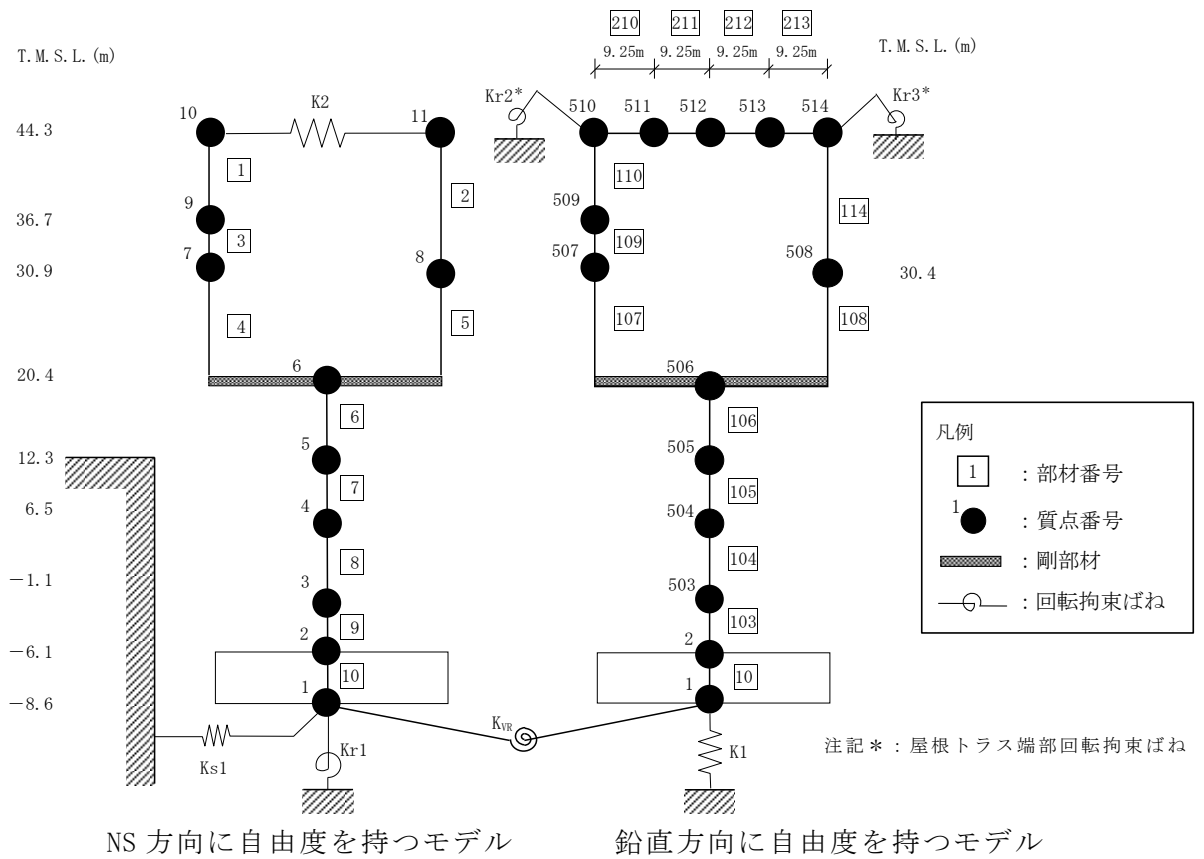 210 211 212 213
9.25m 9.25m 9.25m 9.25m
T.M.S.L.(m)
44.3
36.7
30.9
20.4
12.3
6.5
−1.1
−6.1
−8.6
10
K2
11
1
2
9
3
7
8
4
5
6
6
5
7
4
8
3
9
2
10
1
Ks1
Kr1
KVR
T.M.S.L.(m)
Kr2*
510
511
512
513
514
Kr3*
110
509
114
109
507
508
30.4
107
108
506
106
505
105
504
104
503
103
2
10
1
K1
凡例
1 :部材番号
1 :質点番号
:剛部材
:回転拘束ばね
注記*:屋根トラス端部回転拘束ばね
NS 方向に自由度を持つモデル
鉛直方向に自由度を持つモデル